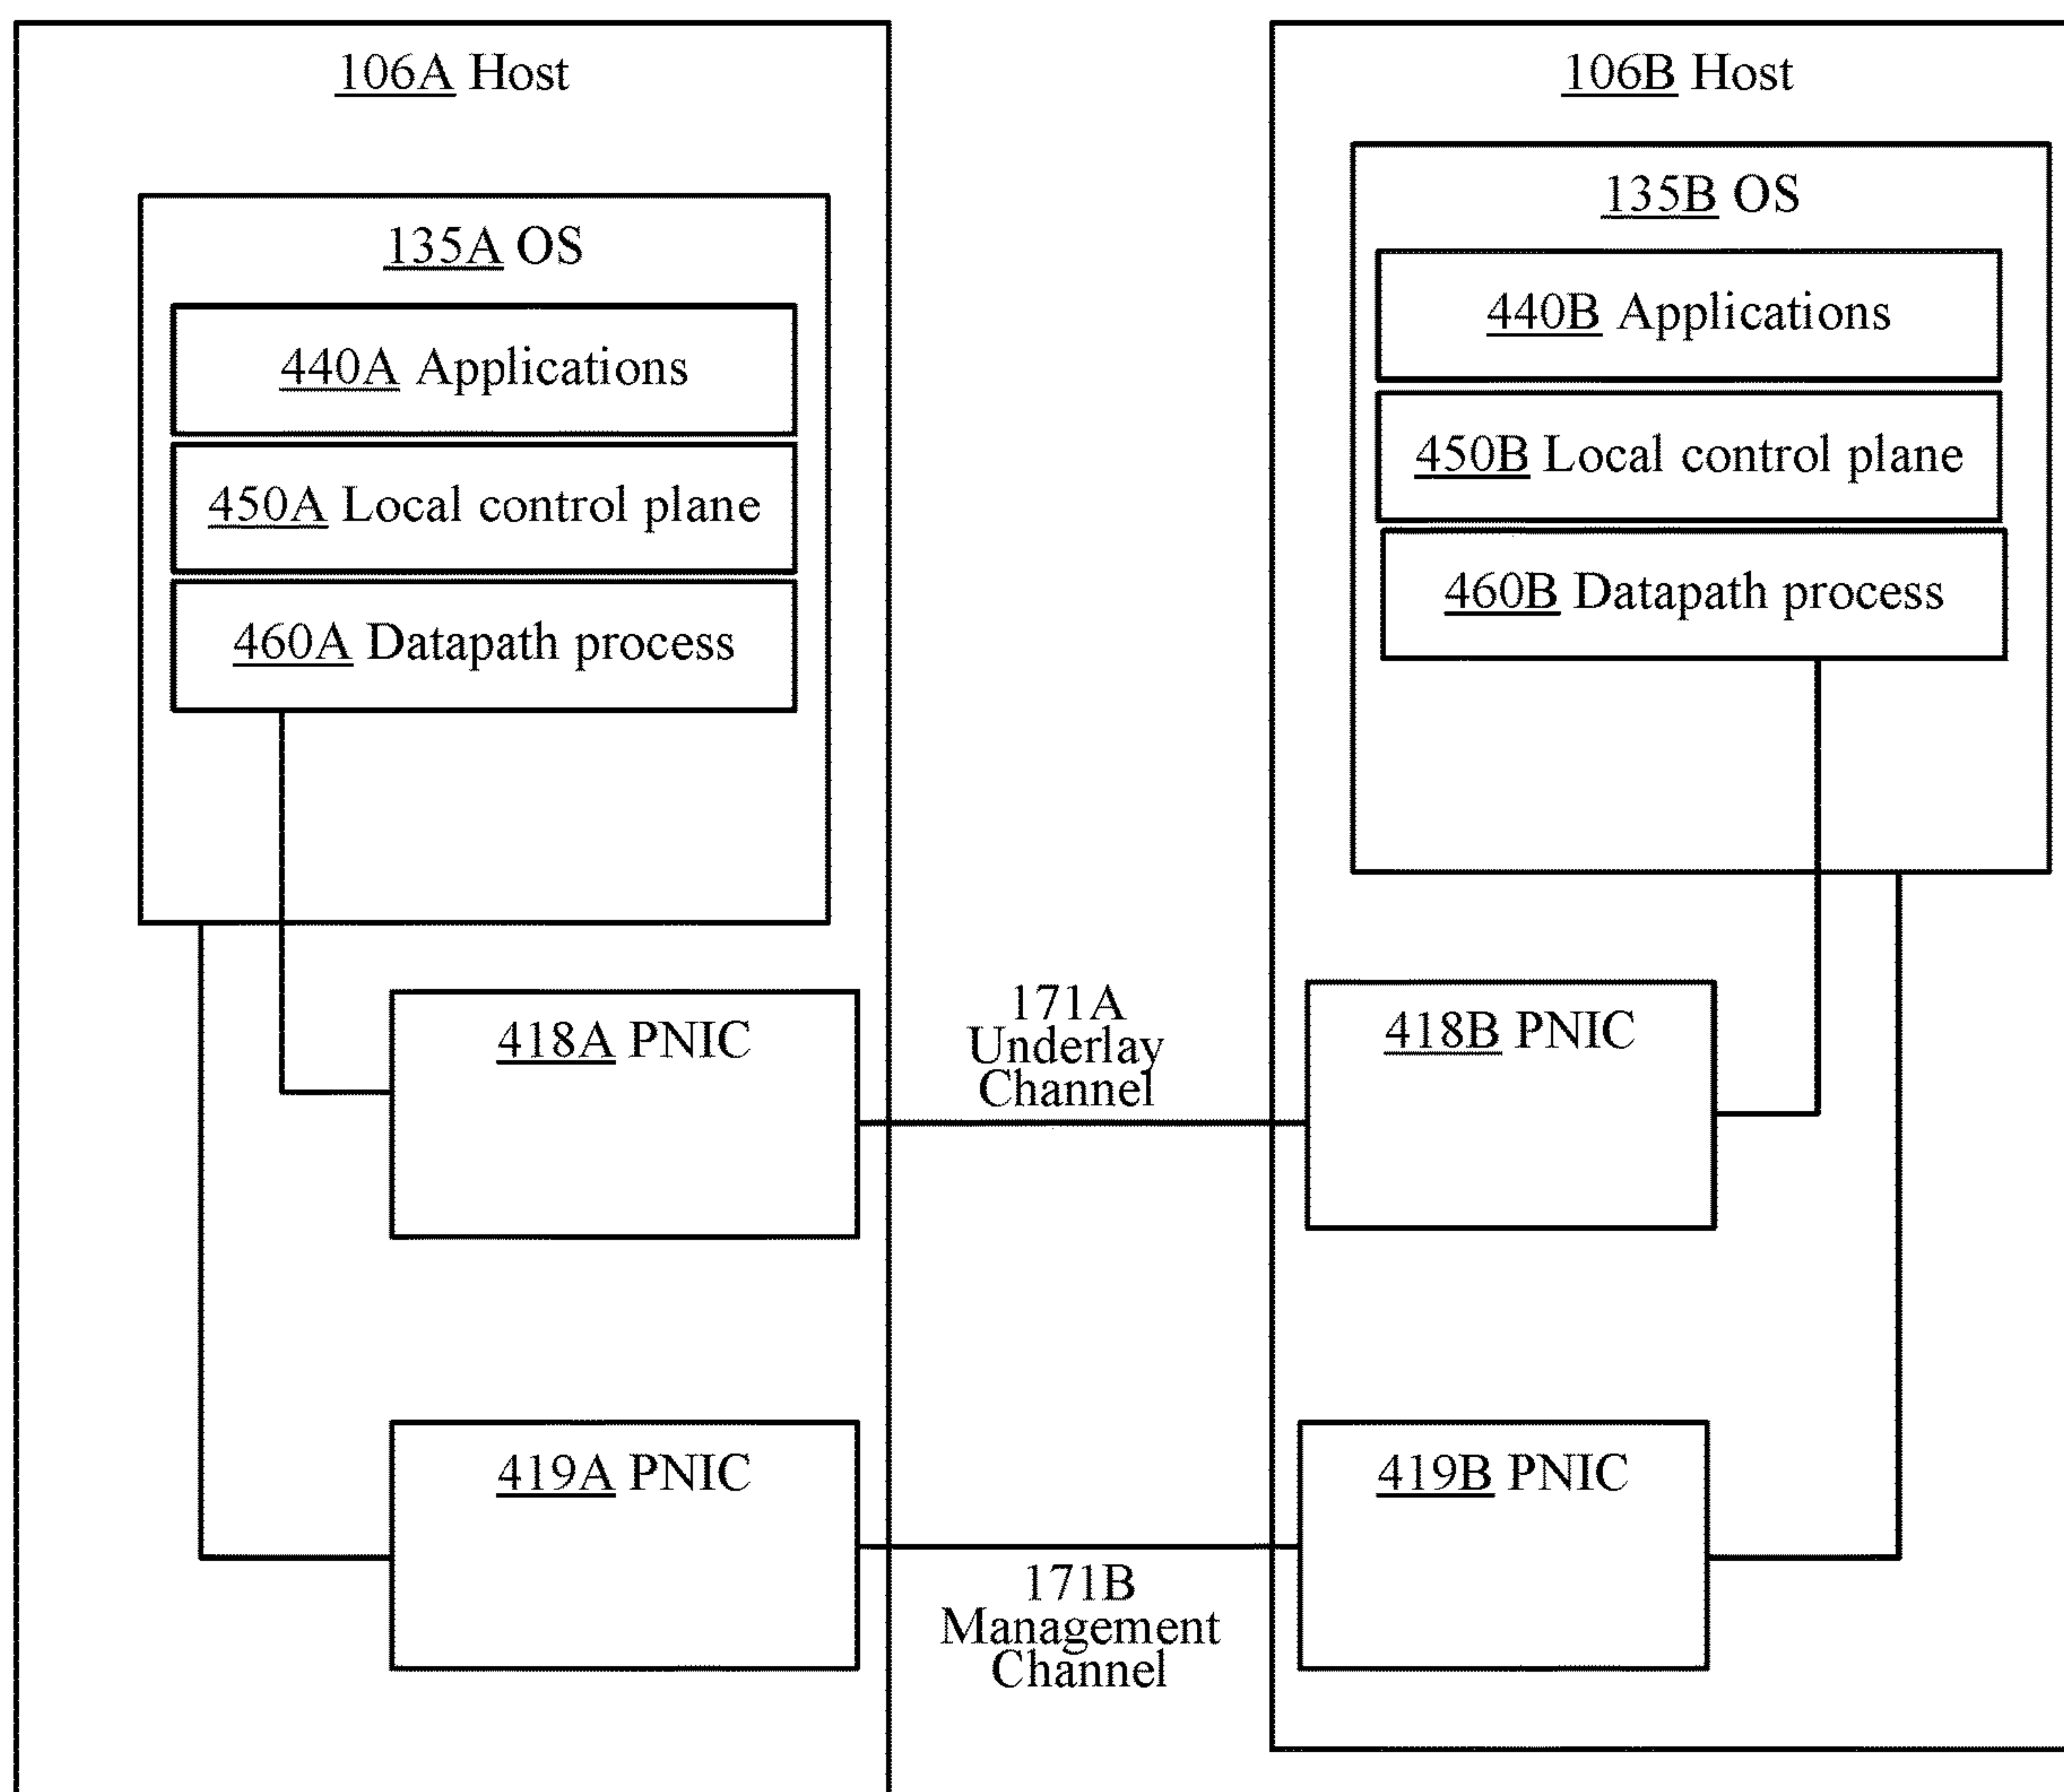 106A Host
135A OS
440A Applications
450A Local control plane
460A Datapath process
418A PNIC
419A PNIC
171A
Underlay
Channel
171B
Management
Channel
106B Host
135B OS
440B Applications
450B Local control plane
460B Datapath process
418B PNIC
419B PNIC